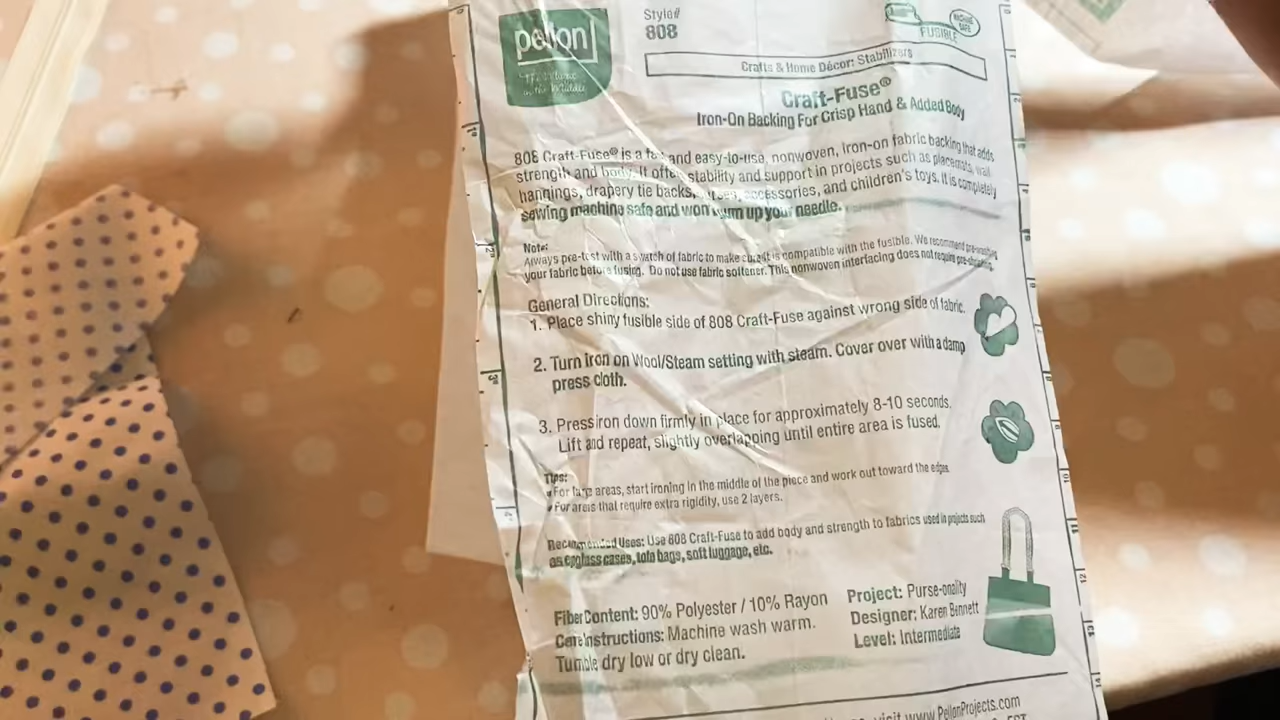 pellon
Style#
808
FUSIBLE
MACHINE SAFE
Crafts & Home Décor: Stabilizers
Craft-Fuse®
Iron-On Backing For Crisp Hand & Added Body
808 Craft-Fuse® is a fast and easy-to-use, nonwoven, iron-on fabric backing that adds
strength and body. It offers stability and support in projects such as placemats, wall
hangings, drapery tie backs, purses, accessories, and children's toys. It is completely
sewing machine safe and won't gum up your needle.
Note:
Always pre-test with a swatch of fabric to make sure it is compatible with the fusible. We recommend pre-washing
your fabric before fusing. Do not use fabric softener. This nonwoven interfacing does not require pre-shrinking.
General Directions:
1. Place shiny fusible side of 808 Craft-Fuse against wrong side of fabric.
2. Turn iron on Wool/Steam setting with steam. Cover over with a damp
press cloth.
3. Press iron down firmly in place for approximately 8-10 seconds.
Lift and repeat, slightly overlapping until entire area is fused.
Tips:
• For large areas, start ironing in the middle of the piece and work out toward the edges.
• For areas that require extra rigidity, use 2 layers.
Recommended Uses: Use 808 Craft-Fuse to add body and strength to fabrics used in projects such
as eyeglass cases, tote bags, soft luggage, etc.
Fiber Content: 90% Polyester / 10% Rayon
Care Instructions: Machine wash warm.
Tumble dry low or dry clean.
Project: Purse-onality
Designer: Karen Bennett
Level: Intermediate
visit www.PellonProjects.com